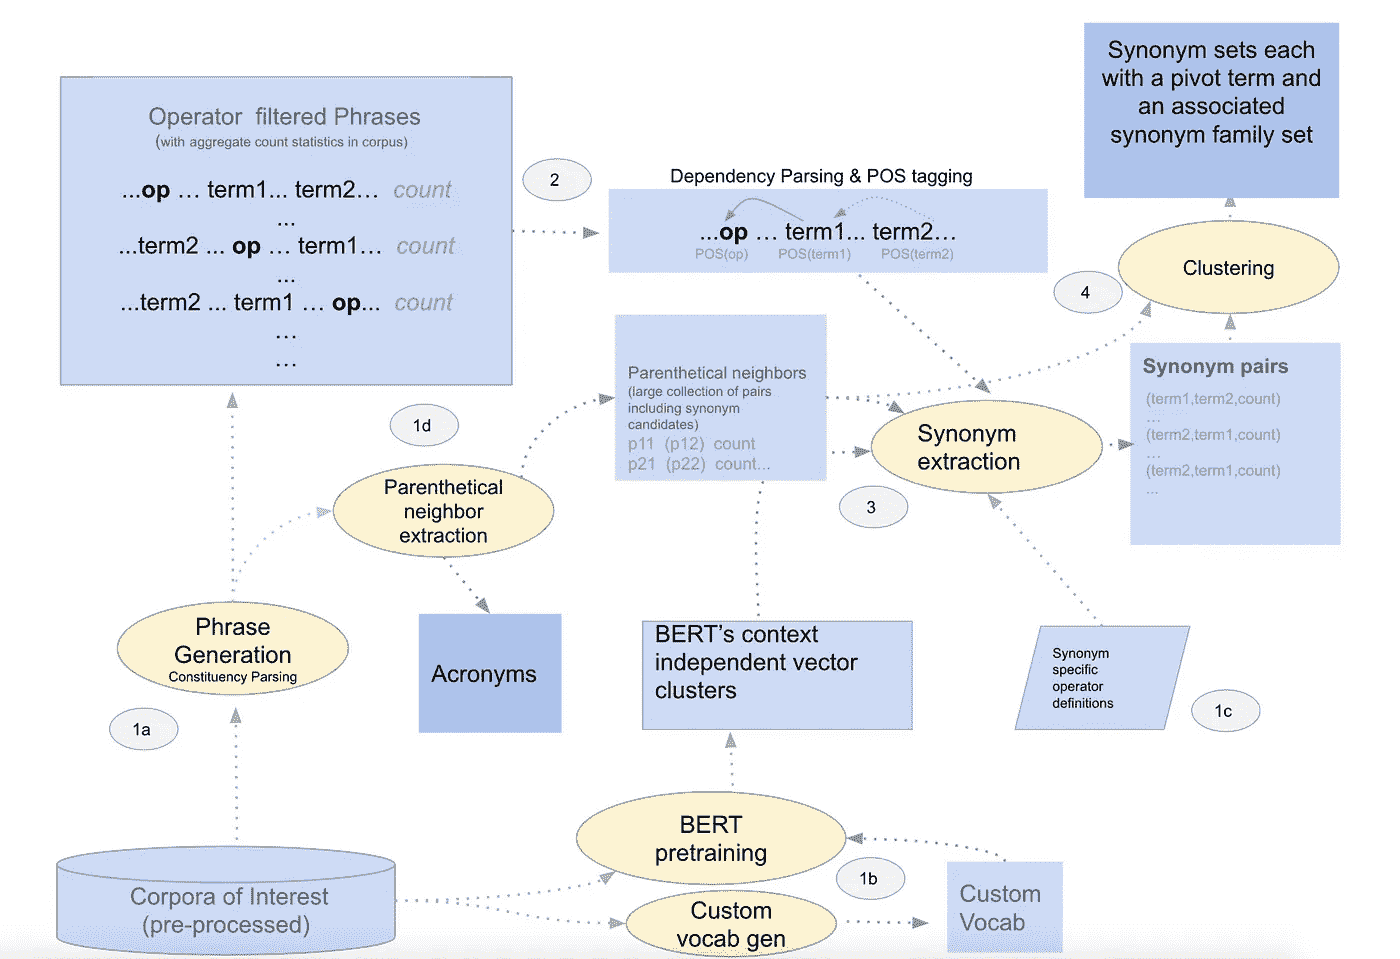 Synonym sets each
with a pivot term and
an associated
synonym family set
Operator filtered Phrases
(with aggregate count statistics in corpus)
...op ... term1... term2... count
...
...term2 ... op ... term1... count
...
...term2 ... term1 ... op... count
...
...
2
Dependency Parsing & POS tagging
...op ... term1... term2...
POS(op) POS(term1) POS(term2)
Clustering
4
Parenthetical neighbors
(large collection of pairs
including synonym
candidates)
p11 (p12) count
p21 (p22) count...
Synonym pairs
(term1,term2,count)
...
(term2,term1,count)
...
(term2,term1,count)
...
1d
Synonym
extraction
Parenthetical
neighbor
extraction
3
Phrase
Generation
Constituency Parsing
Acronyms
BERT's context
independent vector
clusters
Synonym
specific
operator
definitions
1c
1a
BERT
pretraining
1b
Corpora of Interest
(pre-processed)
Custom
vocab gen
Custom
Vocab